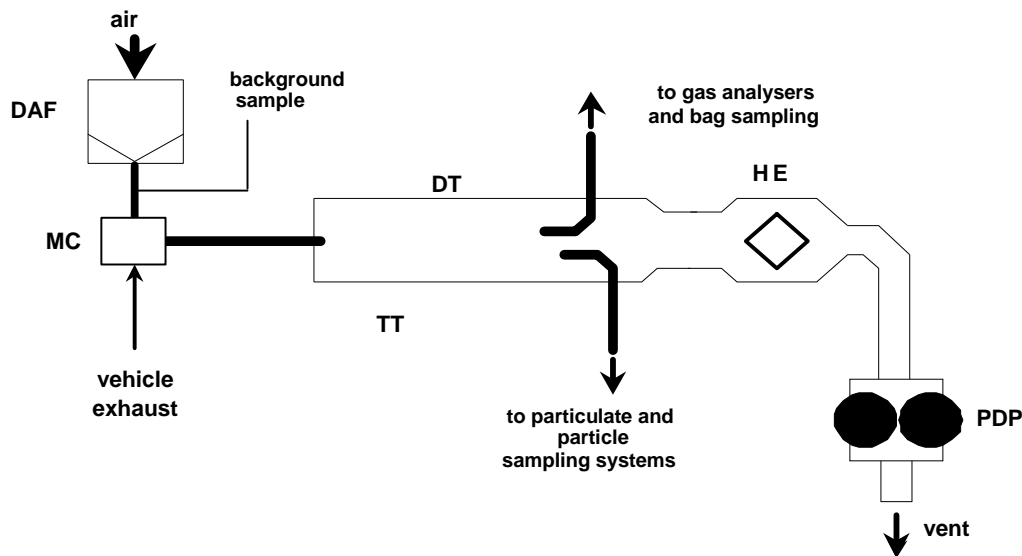 air
DAF
background
sample
to gas analysers
and bag sampling
DT
HE
MC
TT
vehicle
exhaust
to particulate and
particle
sampling systems
PDP
vent